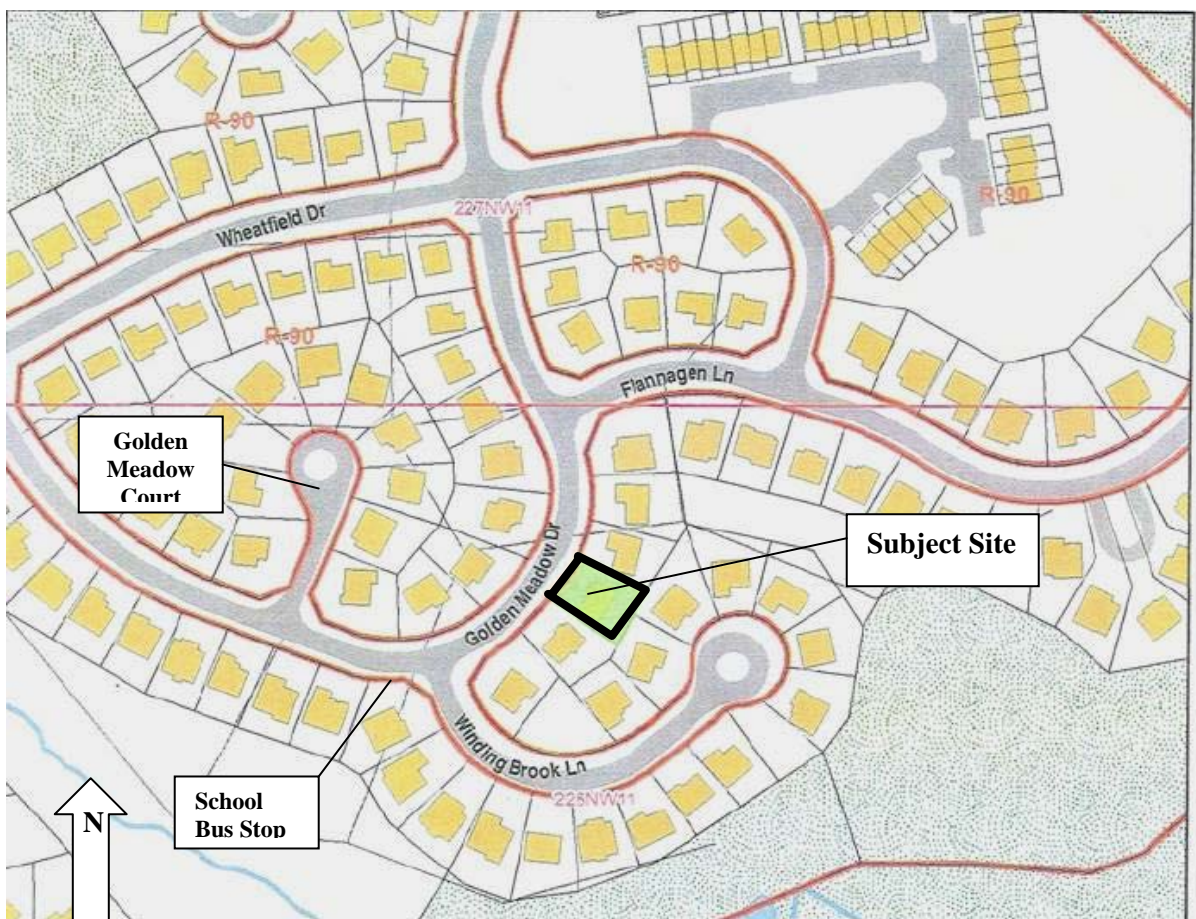 R-90
Wheatfield Dr
227NW11
R-90
R-90
R-90
Flannagen Ln
Golden
Meadow
Court
Subject Site
Golden Meadow Dr
School
Bus Stop
Winding Brook Ln
225NW11
N